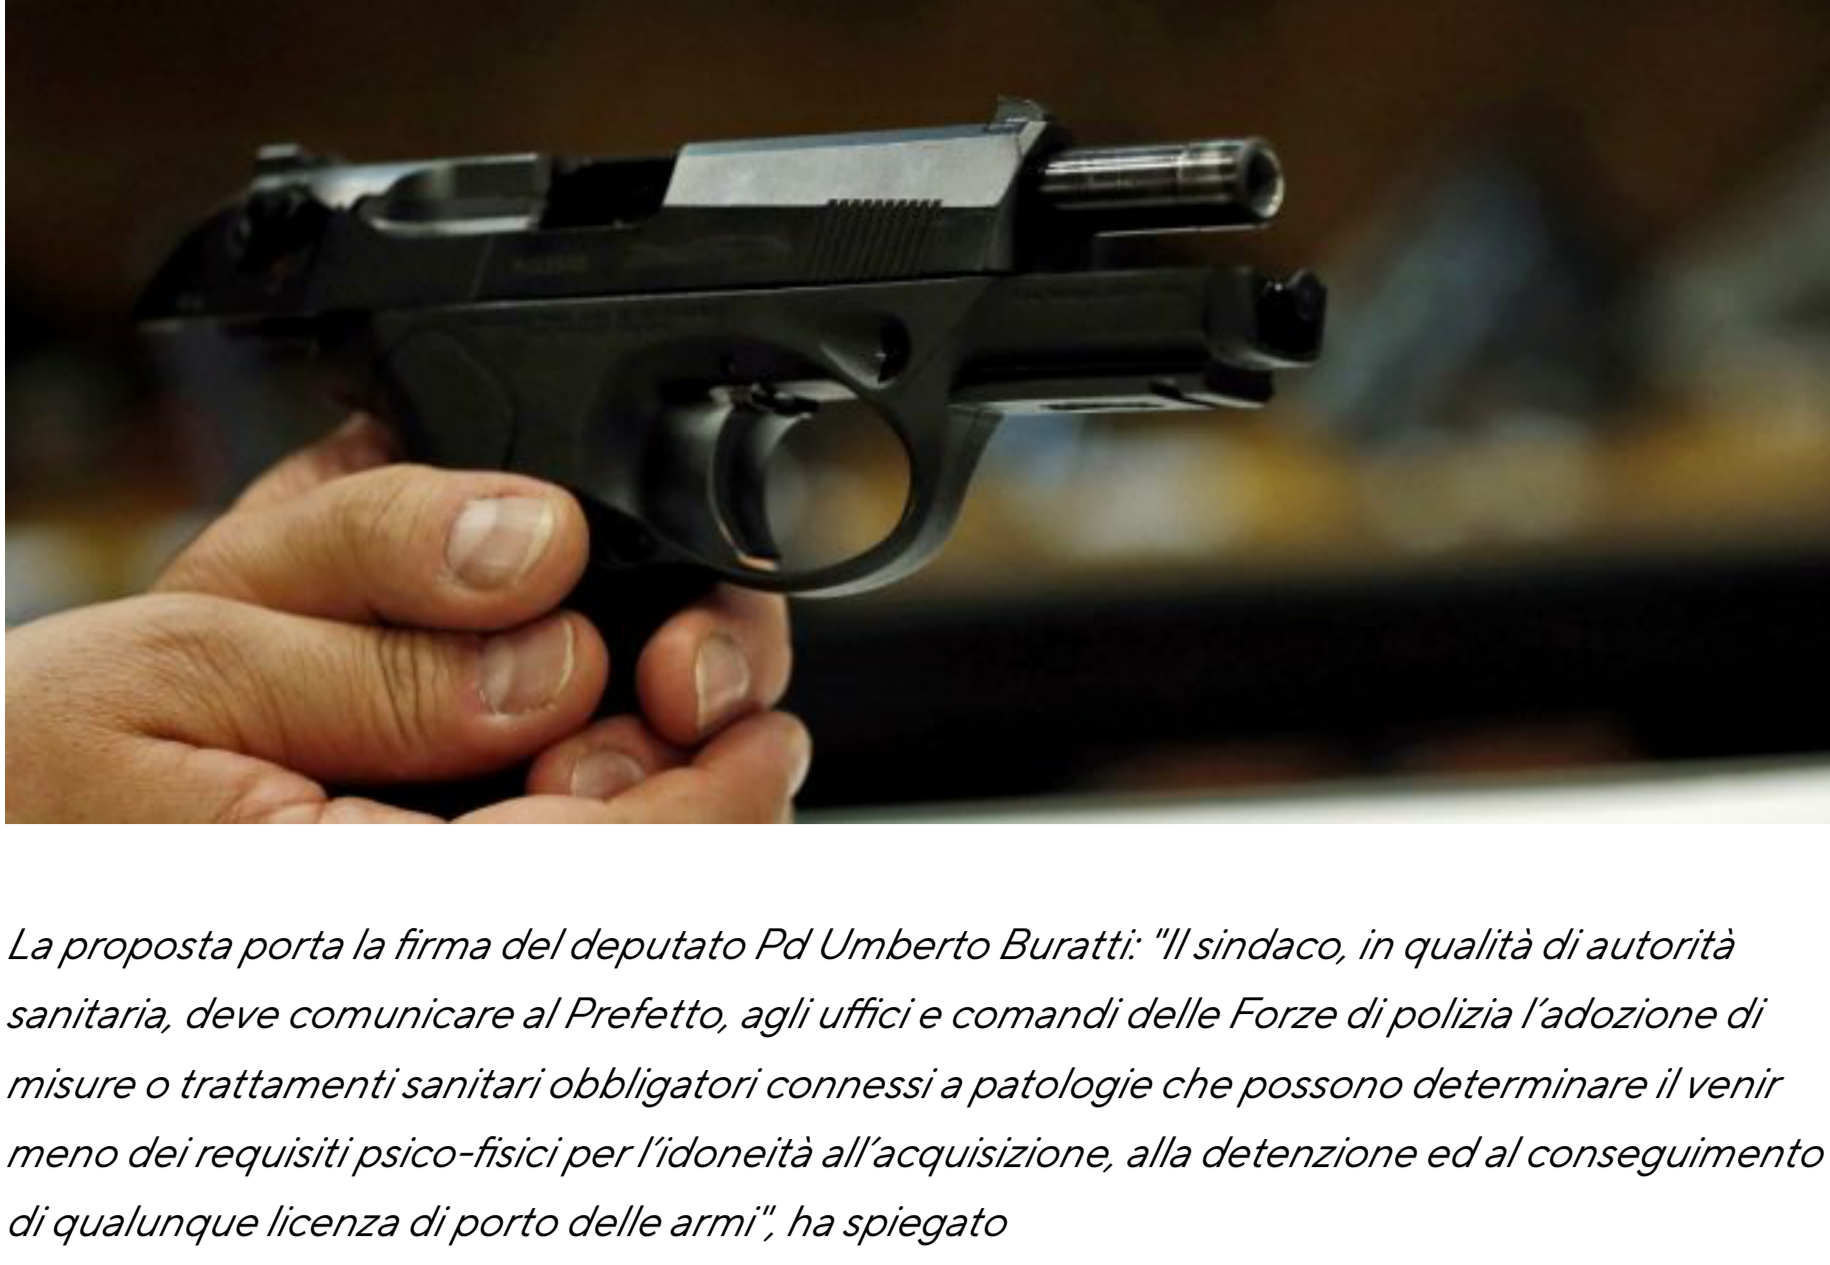 La proposta porta la firma del deputato Pd Umberto Buratti: "Il sindaco, in qualità di autorità
sanitaria, deve comunicare al Prefetto, agli uffici e comandi delle Forze di polizia l’adozione di
misure o trattamenti sanitari obbligatori connessi a patologie che possono determinare il venir
meno dei requisiti psico-fisici per l’idoneità all’acquisizione, alla detenzione ed al conseguimento
di qualunque licenza di porto delle armi", ha spiegato